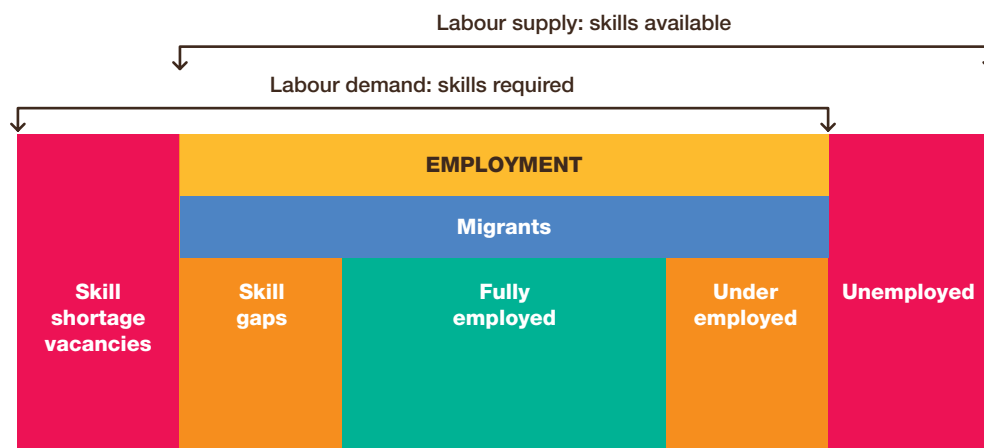 Labour supply: skills available
Labour demand: skills required
EMPLOYMENT
Migrants
Skill
shortage
vacancies
Skill
gaps
Fully
employed
Under
employed
Unemployed